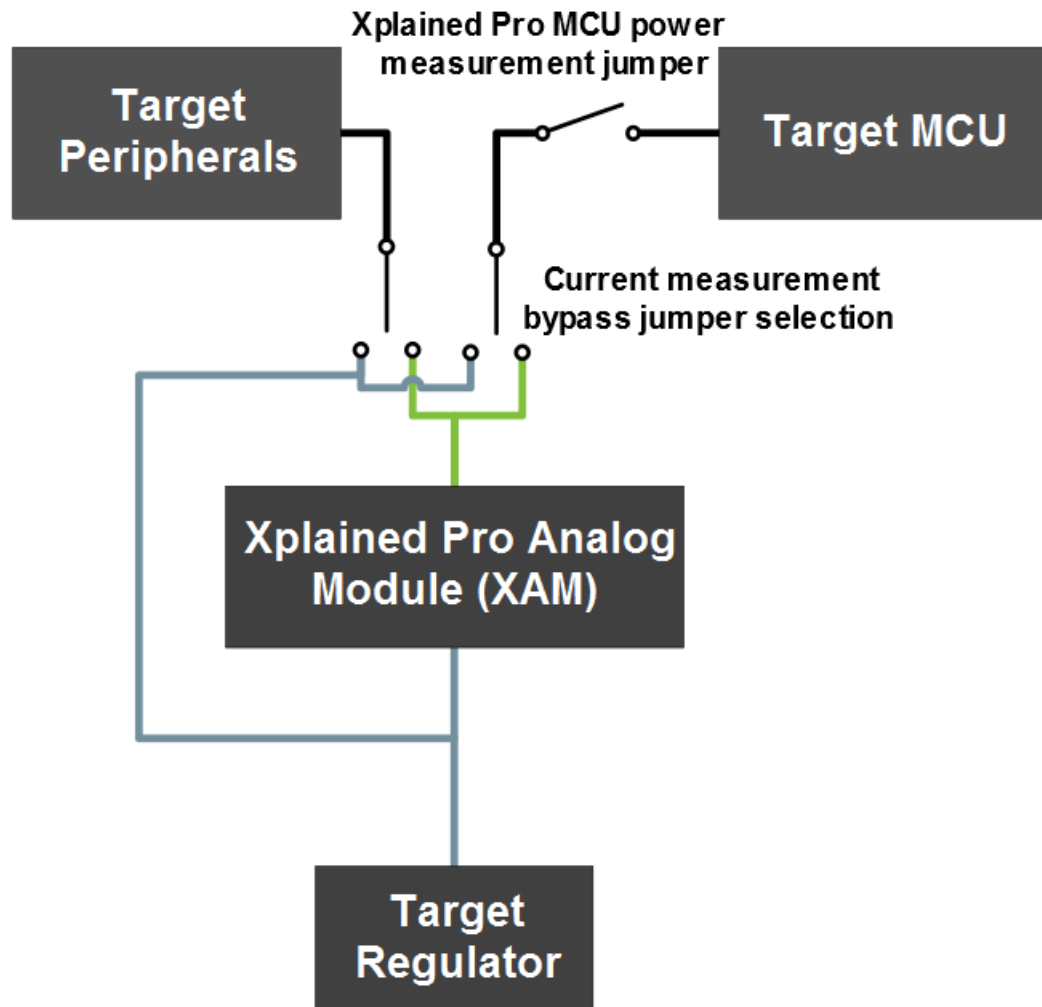 Xplained Pro MCU power
measurement jumper
Target
Peripherals
Target MCU
Current measurement
bypass jumper selection
Xplained Pro Analog
Module (XAM)
Target
Regulator